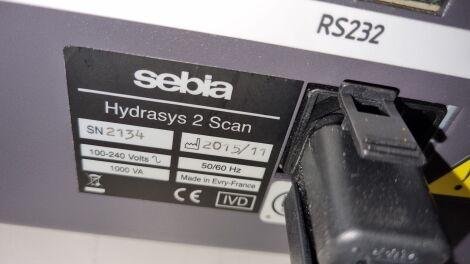 RS232
sebia
Hydrasys 2 Scan
SN 2134
2015/11
100-240 Volts
50/60 Hz
1000 VA
Made in Evry-France
CE IVD